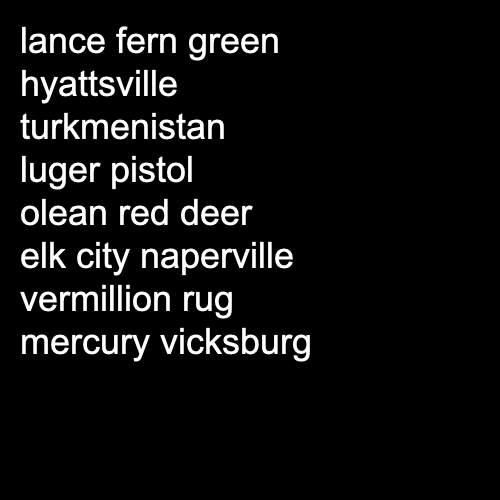 lance fern green
hyattsville
turkmenistan
luger pistol
olean red deer
elk city naperville
vermillion rug
mercury vicksburg